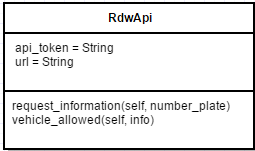 RdwApi
api_token = String
url = String
request_information(self, number_plate)
vehicle_allowed(self, info)